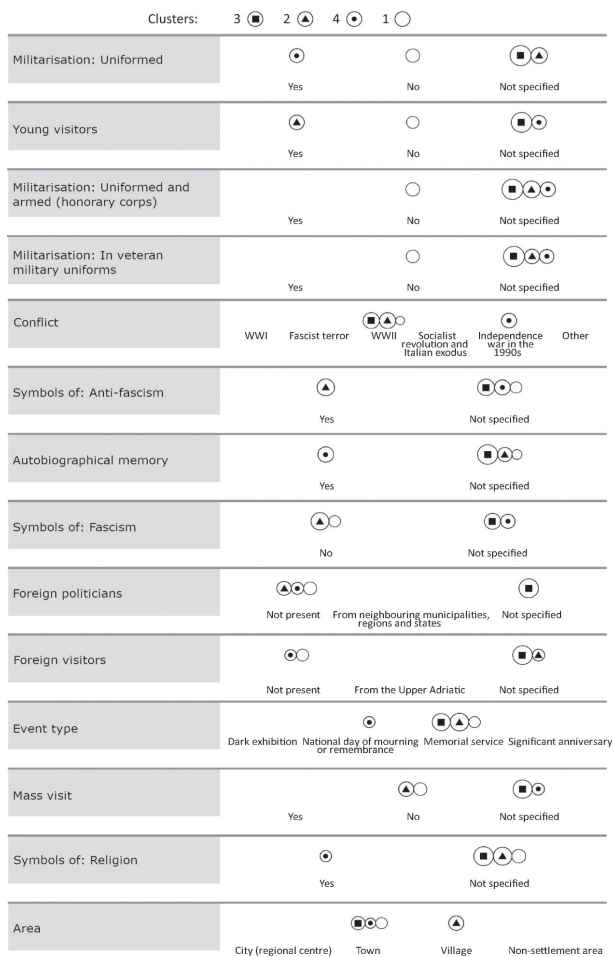 Clusters: 3 2 4 1
Militarisation: Uniformed
Yes No Not specified
Young visitors
Yes No Not specified
Militarisation: Uniformed and
armed (honorary corps)
Yes No Not specified
Militarisation: In veteran
military uniforms
Yes No Not specified
Conflict
WWI Fascist terror WWII Socialist revolution and Italian exodus Independence war in the 1990s Other
Symbols of: Anti-fascism
Yes Not specified
Autobiographical memory
Yes Not specified
Symbols of: Fascism
No Not specified
Foreign politicians
Not present From neighbouring municipalities, regions and states Not specified
Foreign visitors
Not present From the Upper Adriatic Not specified
Event type
Dark exhibition National day of mourning or remembrance Memorial service Significant anniversary
Mass visit
Yes No Not specified
Symbols of: Religion
Yes Not specified
Area
City (regional centre) Town Village Non-settlement area